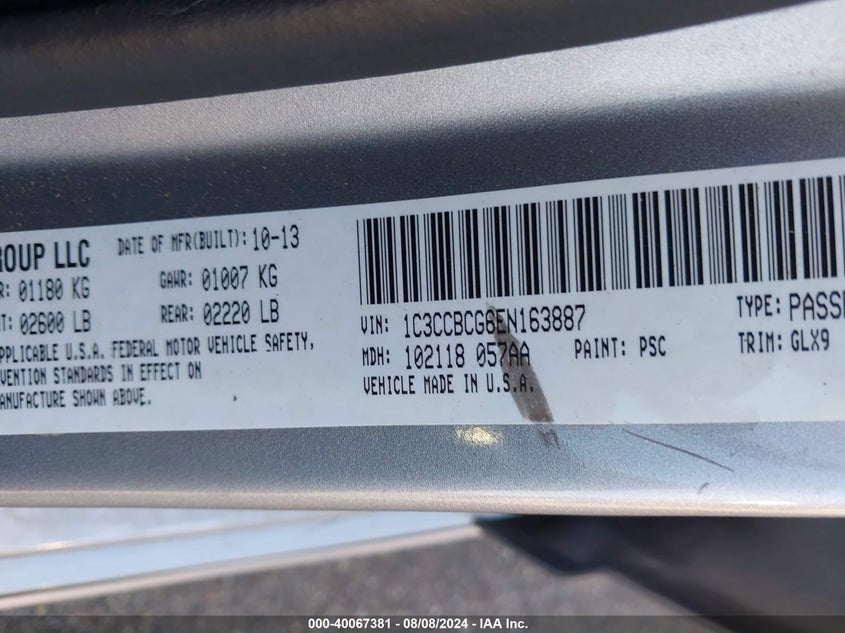 ROUP LLC DATE OF MFR(BUILT): 10-13
R: 01180 KG GAWR: 01007 KG
T: 02600 LB REAR: 02220 LB
APPLICABLE U.S.A. FEDERAL MOTOR VEHICLE SAFETY,
VENTION STANDARDS IN EFFECT ON
ANUFACTURE SHOWN ABOVE.
VIN: 1C3CCBCG6EN163887 TYPE: PASSE
MDH: 102118 057AA PAINT: PSC TRIM: GLX9
VEHICLE MADE IN U.S.A.
000-40067381 - 08/08/2024 - IAA Inc.